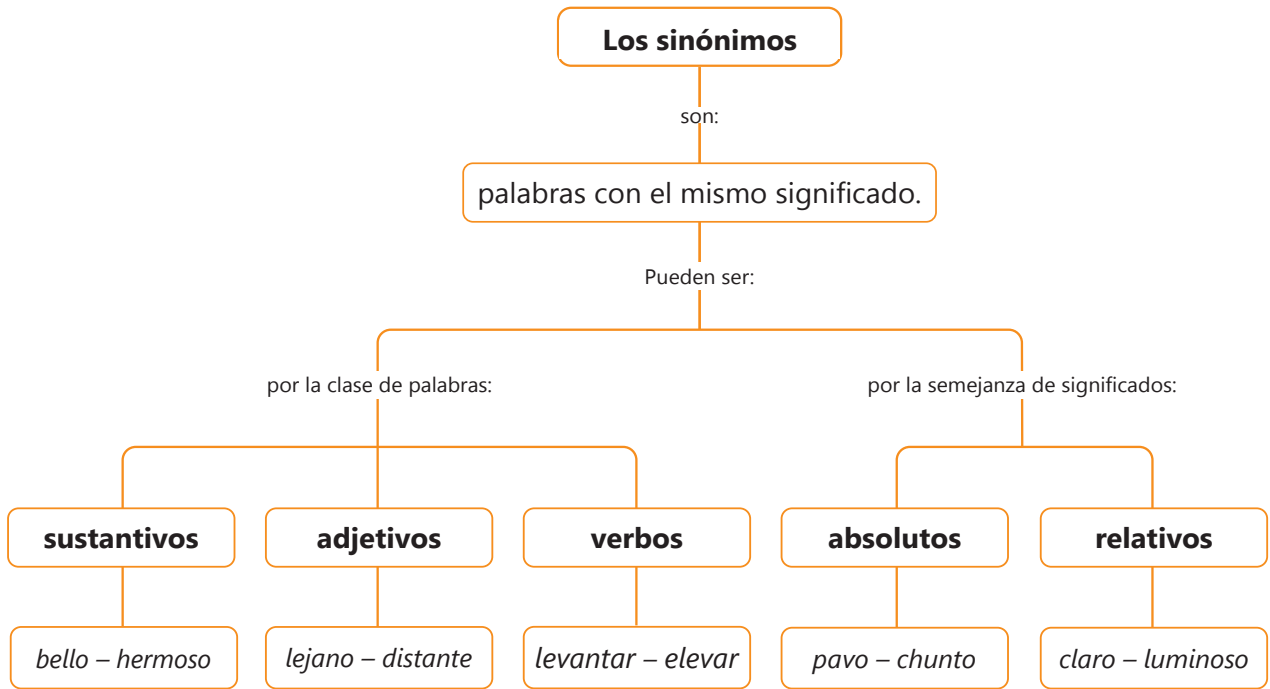 Los sinónimos
son:
palabras con el mismo significado.
Pueden ser:
por la clase de palabras:
por la semejanza de significados:
sustantivos
adjetivos
verbos
absolutos
relativos
bello – hermoso
lejano – distante
levantar – elevar
pavo – chunto
claro – luminoso